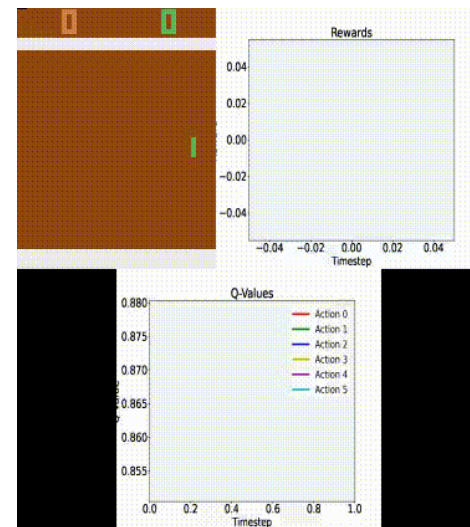 0 0
Rewards
0.04
0.02
0.00
−0.02
−0.04
−0.04 −0.02 0.00 0.02 0.04
Timestep
Q-Values
0.880
0.875
0.870
0.865
0.860
0.855
Action 0
Action 1
Action 2
Action 3
Action 4
Action 5
0.0 0.2 0.4 0.6 0.8 1.0
Timestep